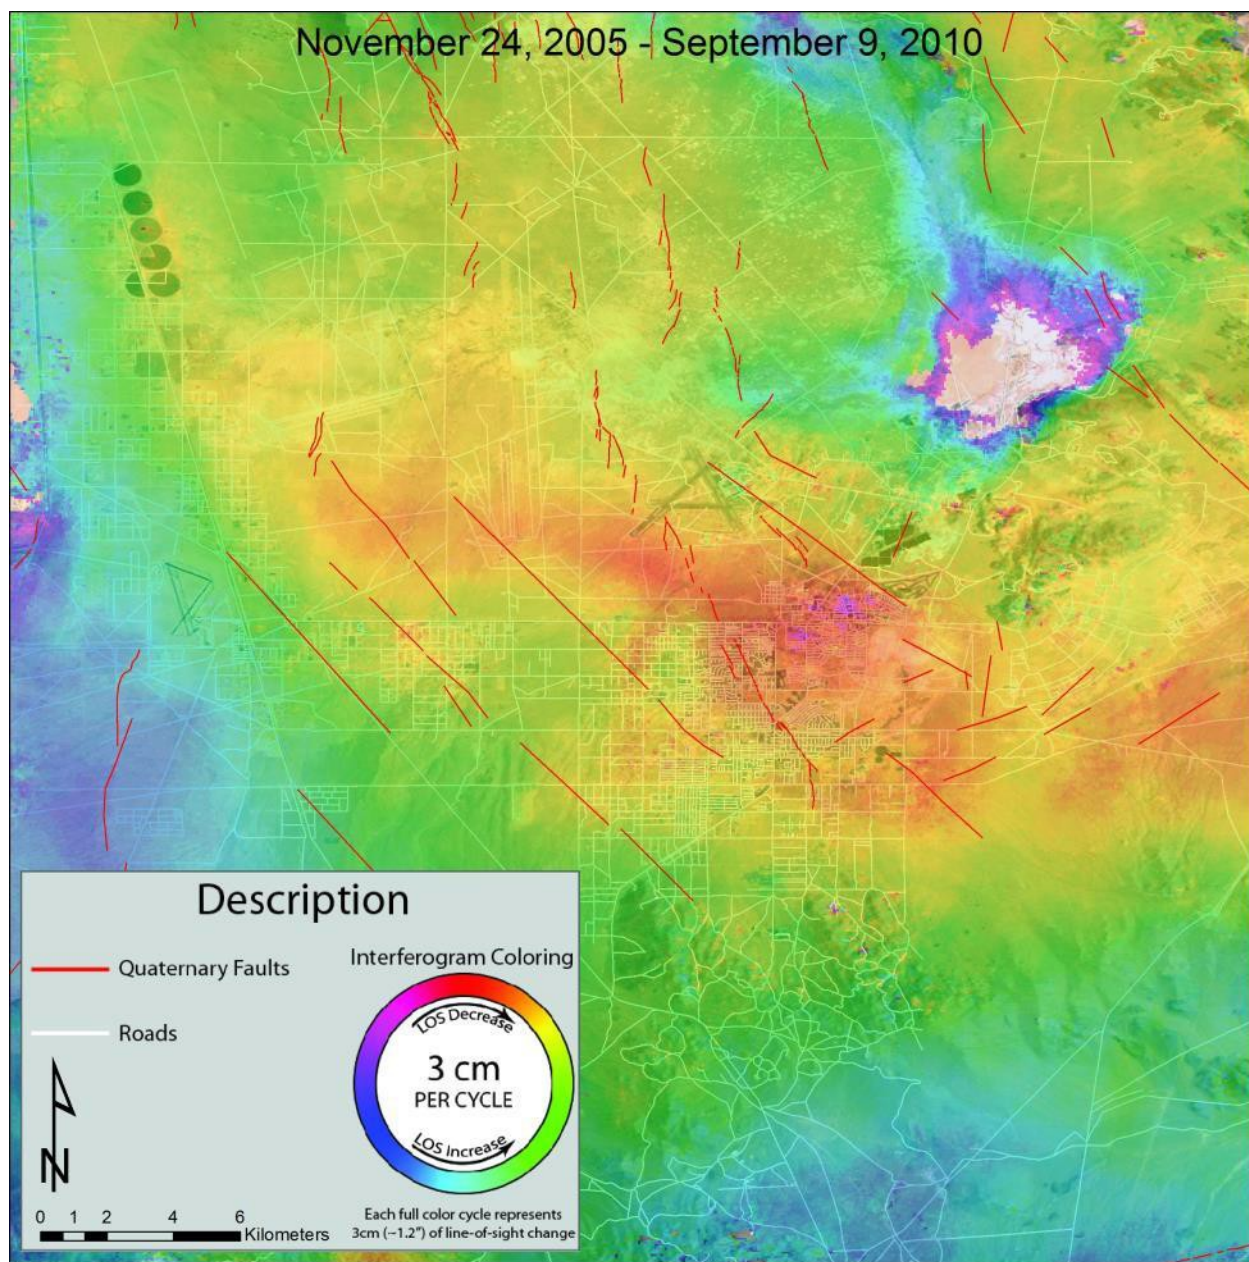 November 24, 2005 - September 9, 2010
Description
Quaternary Faults
Roads
N
0 1 2 4 6
Kilometers
Interferogram Coloring
LOS Decrease
3 cm
PER CYCLE
LOS Increase
Each full color cycle represents
3cm (~1.2") of line-of-sight change